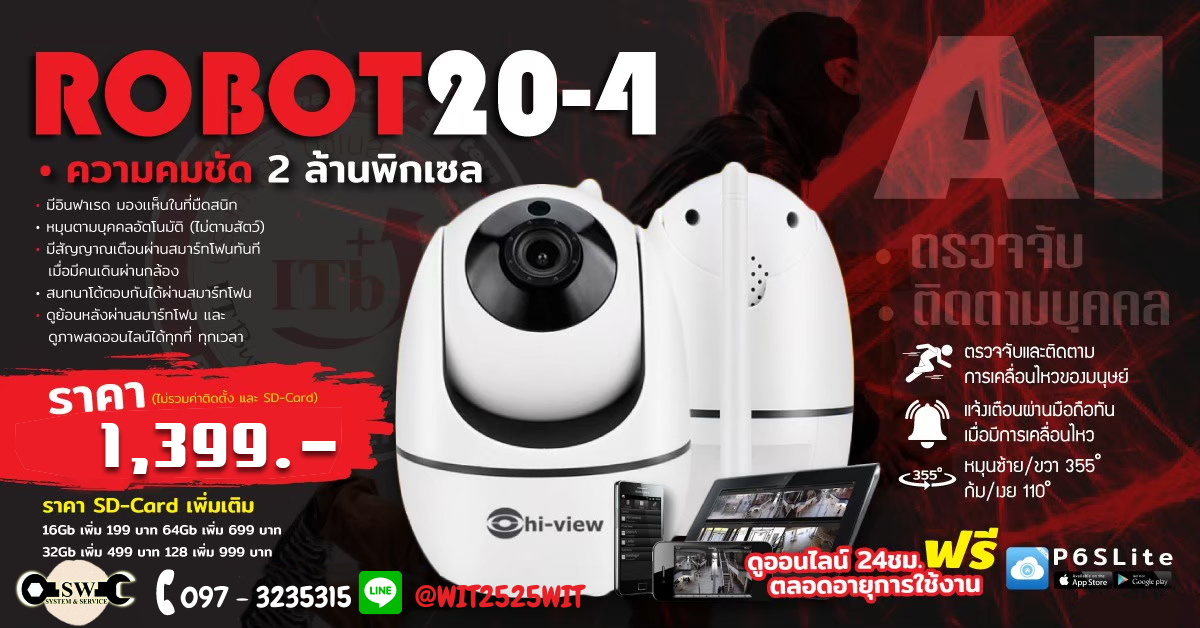 ROBOT20-4
AI
• ความคมชัด 2 ล้านพิกเซล
• มีอินฟาเรด มองเเห็นในที่มืดสนิท
• หมุนตามบุคคลอัตโนมัติ (ไม่ตามสัตว์)
• มีสัญญาณเตือนผ่านสมาร์ทโฟนทันที
เมื่อมีคนเดินผ่านกล้อง
• สนทนาโต้ตอบกันได้ผ่านสมาร์ทโฟน
• ดูย้อนหลังผ่านสมาร์ทโฟน และ
ดูภาพสดออนไลน์ได้ทุกที่ ทุกเวลา
ITb
• ตรวจจับ
• ติดตามบุคคล
ตรวจจับและติดตาม
การเคลื่อนไหวของมนุษย์
แจ้งเตือนผ่านมือถือทัน
เมื่อมีการเคลื่อนไหว
355°
หมุนซ้าย/ขวา 355°
ก้ม/เงย 110°
ราคา (ไม่รวมค่าติดตั้ง และ SD-Card)
1,399.-
ราคา SD-Card เพิ่มเติม
16Gb เพิ่ม 199 บาท 64Gb เพิ่ม 699 บาท
32Gb เพิ่ม 499 บาท 128 เพิ่ม 999 บาท
hi-view
ดูออนไลน์ 24ชม. ฟรี
ตลอดอายุการใช้งาน
P6SLite
Available on the App Store
Google play
SW
SYSTEM & SERVICE
097 - 3235315
LINE
@WIT2525WIT